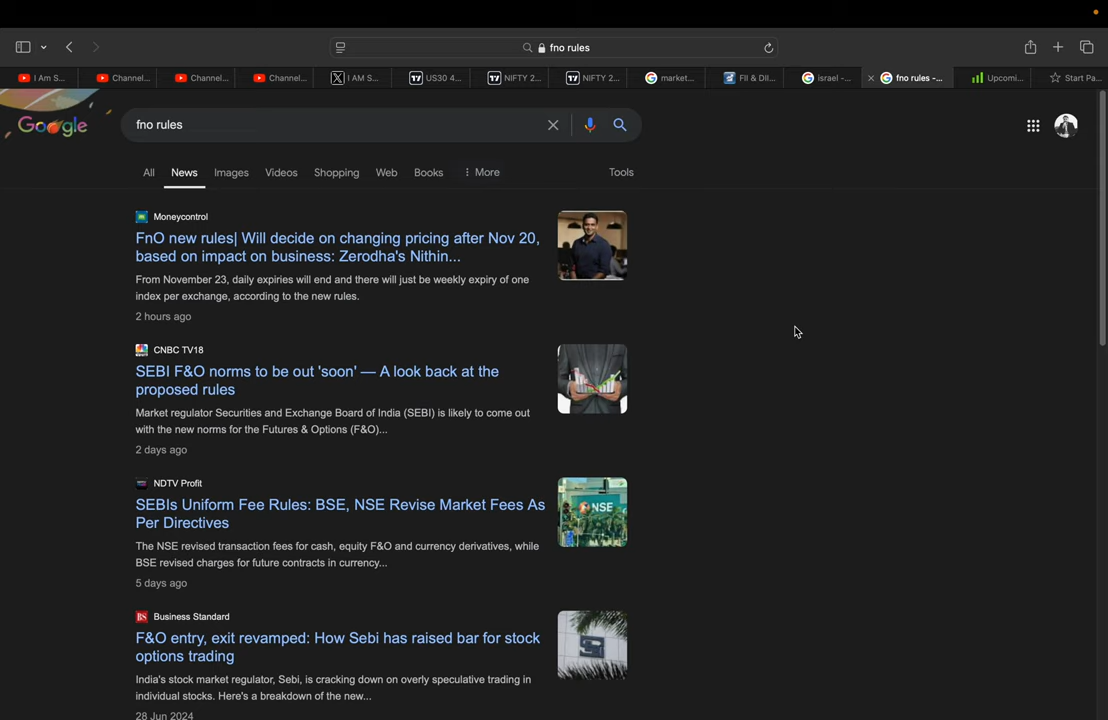 fno rules
I Am S...
Channel...
Channel...
Channel...
I AM S...
US30 4...
NIFTY 2...
NIFTY 2...
market...
FII & DII...
israel -...
fno rules -...
Upcomi...
Start Pa...
Google
fno rules
All
News
Images
Videos
Shopping
Web
Books
More
Tools
Moneycontrol
FnO new rules| Will decide on changing pricing after Nov 20,
based on impact on business: Zerodha's Nithin...
From November 23, daily expiries will end and there will just be weekly expiry of one
index per exchange, according to the new rules.
2 hours ago
CNBC TV18
SEBI F&O norms to be out 'soon' — A look back at the
proposed rules
Market regulator Securities and Exchange Board of India (SEBI) is likely to come out
with the new norms for the Futures & Options (F&O)...
2 days ago
NDTV Profit
SEBIs Uniform Fee Rules: BSE, NSE Revise Market Fees As
Per Directives
The NSE revised transaction fees for cash, equity F&O and currency derivatives, while
BSE revised charges for future contracts in currency...
5 days ago
NSE
BS Business Standard
F&O entry, exit revamped: How Sebi has raised bar for stock
options trading
India's stock market regulator, Sebi, is cracking down on overly speculative trading in
individual stocks. Here's a breakdown of the new...
28 Jun 2024